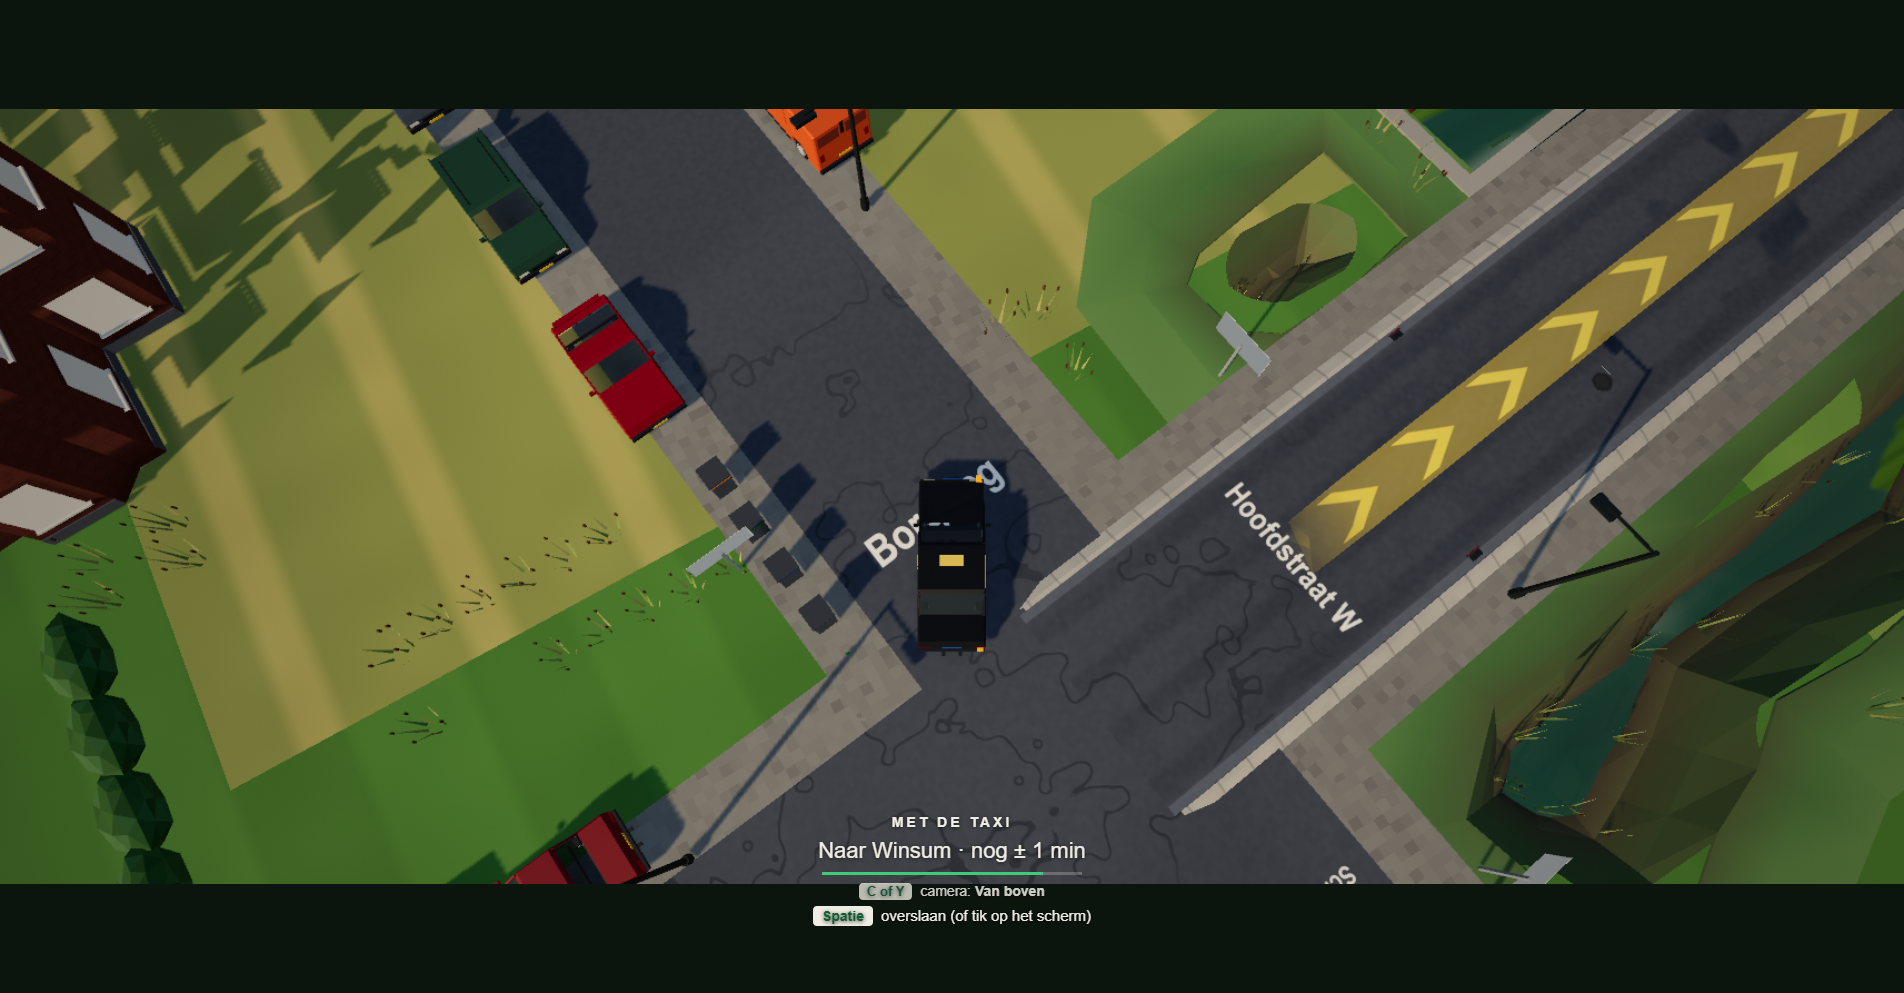 Hoofdstraat W
MET DE TAXI
Naar Winsum · nog ± 1 min
C of Y camera: Van boven
Spatie overslaan (of tik op het scherm)